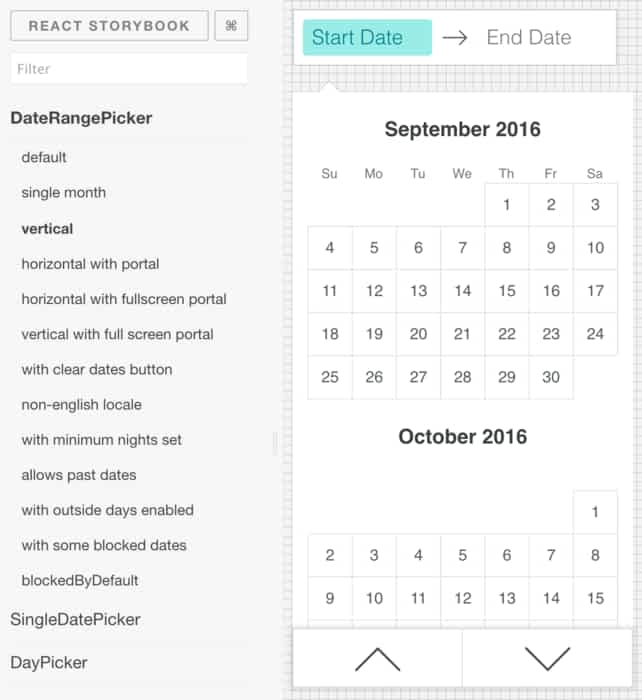 REACT STORYBOOK ⌘
Filter
DateRangePicker
default
single month
vertical
horizontal with portal
horizontal with fullscreen portal
vertical with full screen portal
with clear dates button
non-english locale
with minimum nights set
allows past dates
with outside days enabled
with some blocked dates
blockedByDefault
SingleDatePicker
DayPicker
Start Date → End Date
September 2016
Su Mo Tu We Th Fr Sa
1 2 3
4 5 6 7 8 9 10
11 12 13 14 15 16 17
18 19 20 21 22 23 24
25 26 27 28 29 30
October 2016
1
2 3 4 5 6 7 8
9 10 11 12 13 14 15